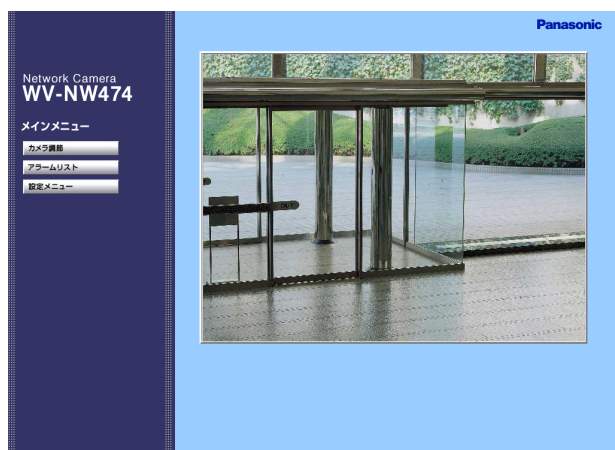 Panasonic
Network Camera
WV-NW474
メインメニュー
カメラ調節
アラームリスト
設定メニュー
OUT